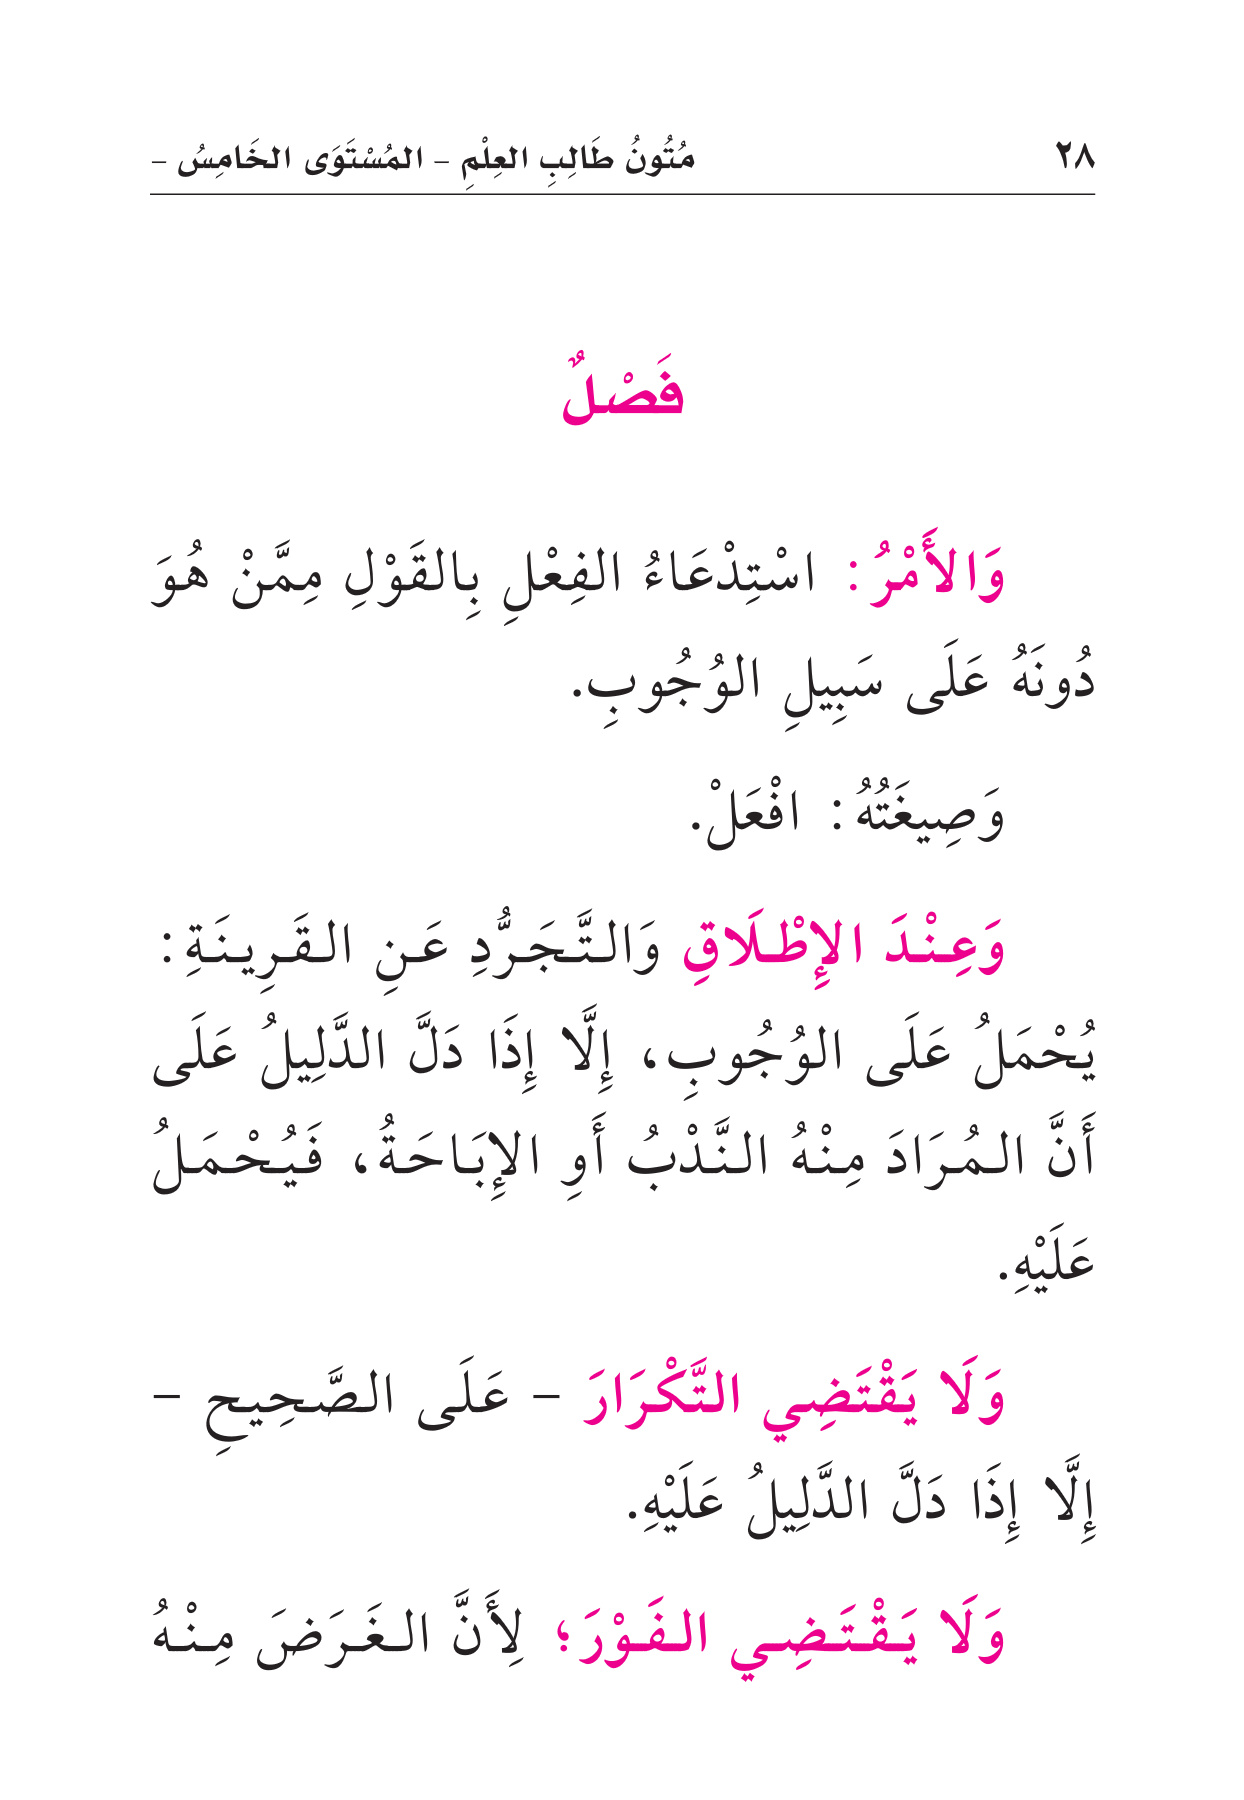 ٢٨
مُتُونُ طَالِبِ العِلْمِ – المُسْتَوَى الخَامِسُ –
فَصْلٌ
وَالأَمْرُ: اسْتِدْعَاءُ الفِعْلِ بِالقَوْلِ مِمَّنْ هُوَ
دُونَهُ عَلَى سَبِيلِ الوُجُوبِ.
وَصِيغَتُهُ: افْعَلْ.
وَعِنْدَ الإِطْلَاقِ وَالتَّجَرُّدِ عَنِ القَرِينَةِ:
يُحْمَلُ عَلَى الوُجُوبِ، إِلَّا إِذَا دَلَّ الدَّلِيلُ عَلَى
أَنَّ المُرَادَ مِنْهُ النَّدْبُ أَوِ الإِبَاحَةُ، فَيُحْمَلُ
عَلَيْهِ.
وَلَا يَقْتَضِي التَّكْرَارَ – عَلَى الصَّحِيحِ –
إِلَّا إِذَا دَلَّ الدَّلِيلُ عَلَيْهِ.
وَلَا يَقْتَضِي الفَوْرَ؛ لِأَنَّ الغَرَضَ مِنْهُ